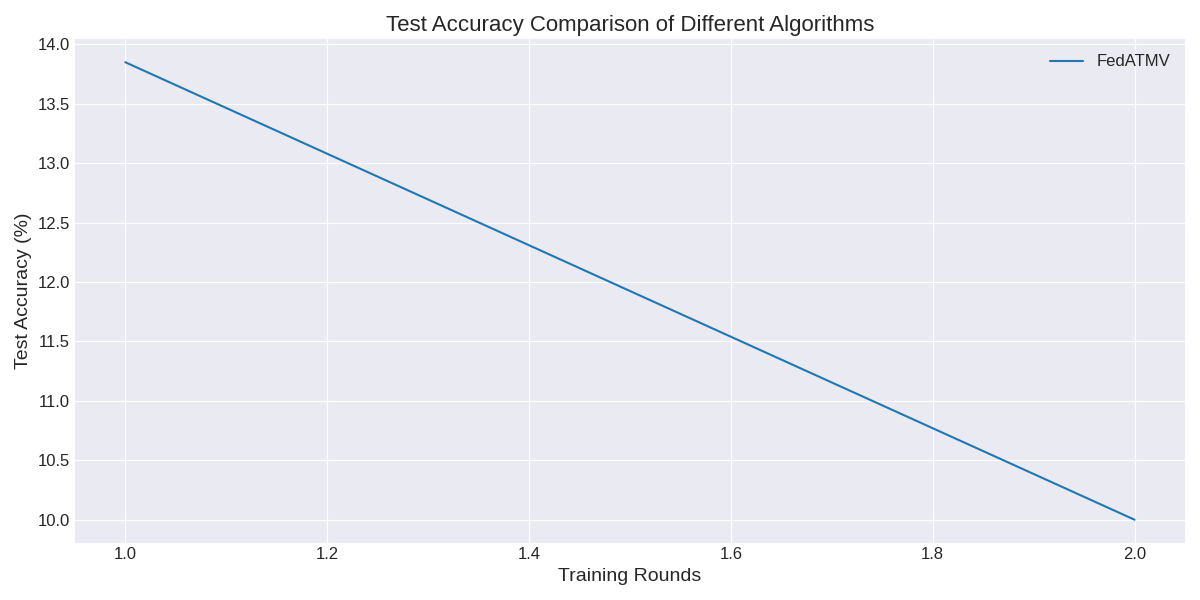 Test Accuracy Comparison of Different Algorithms
FedATMV
Test Accuracy (%)
14.0
13.5
13.0
12.5
12.0
11.5
11.0
10.5
10.0
1.0 1.2 1.4 1.6 1.8 2.0
Training Rounds